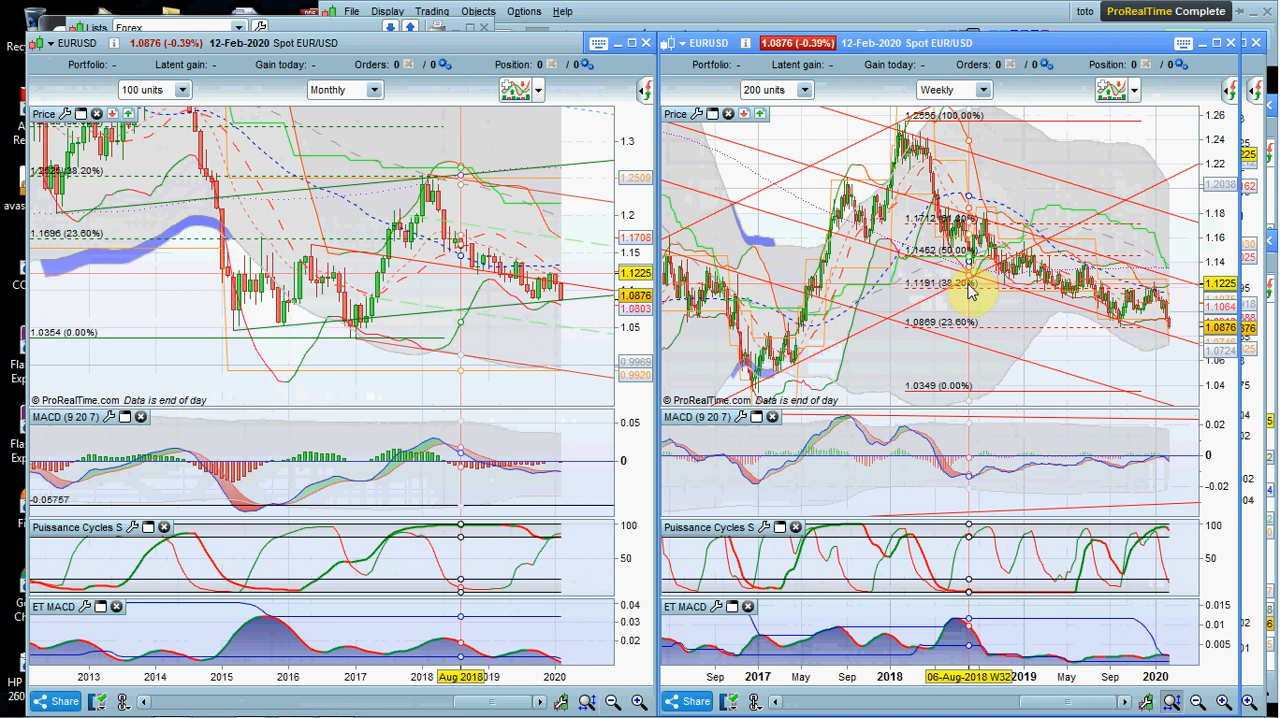 File Display Trading Objects Options Help
toto ProRealTime Complete
Lists Forex
EURUSD 1.0876 (-0.39%) 12-Feb-2020 Spot EUR/USD
Portfolio: - Latent gain: - Gain today: - Orders: 0 / 0 Position: 0 / 0
100 units Monthly
Price
1.2625 (38.20%)
1.1696 (23.60%)
1.0354 (0.00%)
1.3
1.2509
1.2
1.1708
1.15
1.1225
1.0876
1.0803
1.05
0.9969
0.9920
© ProRealTime.com Data is end of day
MACD (9 20 7)
0.05
0
-0.05757
Puissance Cycles S
100
50
ET MACD
0.04
0.03
0.02
2013 2014 2015 2016 2017 2018 Aug 2018 2019 2020
Share
EURUSD 1.0876 (-0.39%) 12-Feb-2020 Spot EUR/USD
Portfolio: - Latent gain: - Gain today: - Orders: 0 / 0 Position: 0 / 0
200 units Weekly
Price
1.2555 (100.00%)
1.1712 (61.80%)
1.1452 (50.00%)
1.1191 (38.20%)
1.0869 (23.60%)
1.0349 (0.00%)
1.26
1.24
1.22
1.2038
1.18
1.16
1.14
1.1225
1.1064
1.0876
1.0724
1.06
1.04
© ProRealTime.com Data is end of day
MACD (9 20 7)
0.02
0
-0.02
Puissance Cycles S
100
50
ET MACD
0.015
0.005
Sep 2017 May Sep 2018 06-Aug-2018 W32 2019 May Sep 2020
Share